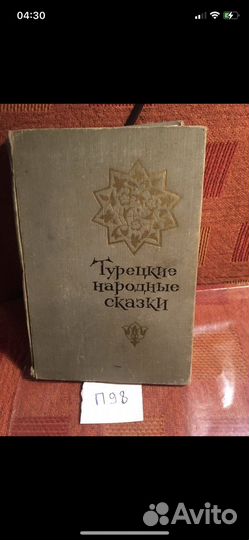 04:30
Турецкие
народные
сказки
П98
Avito